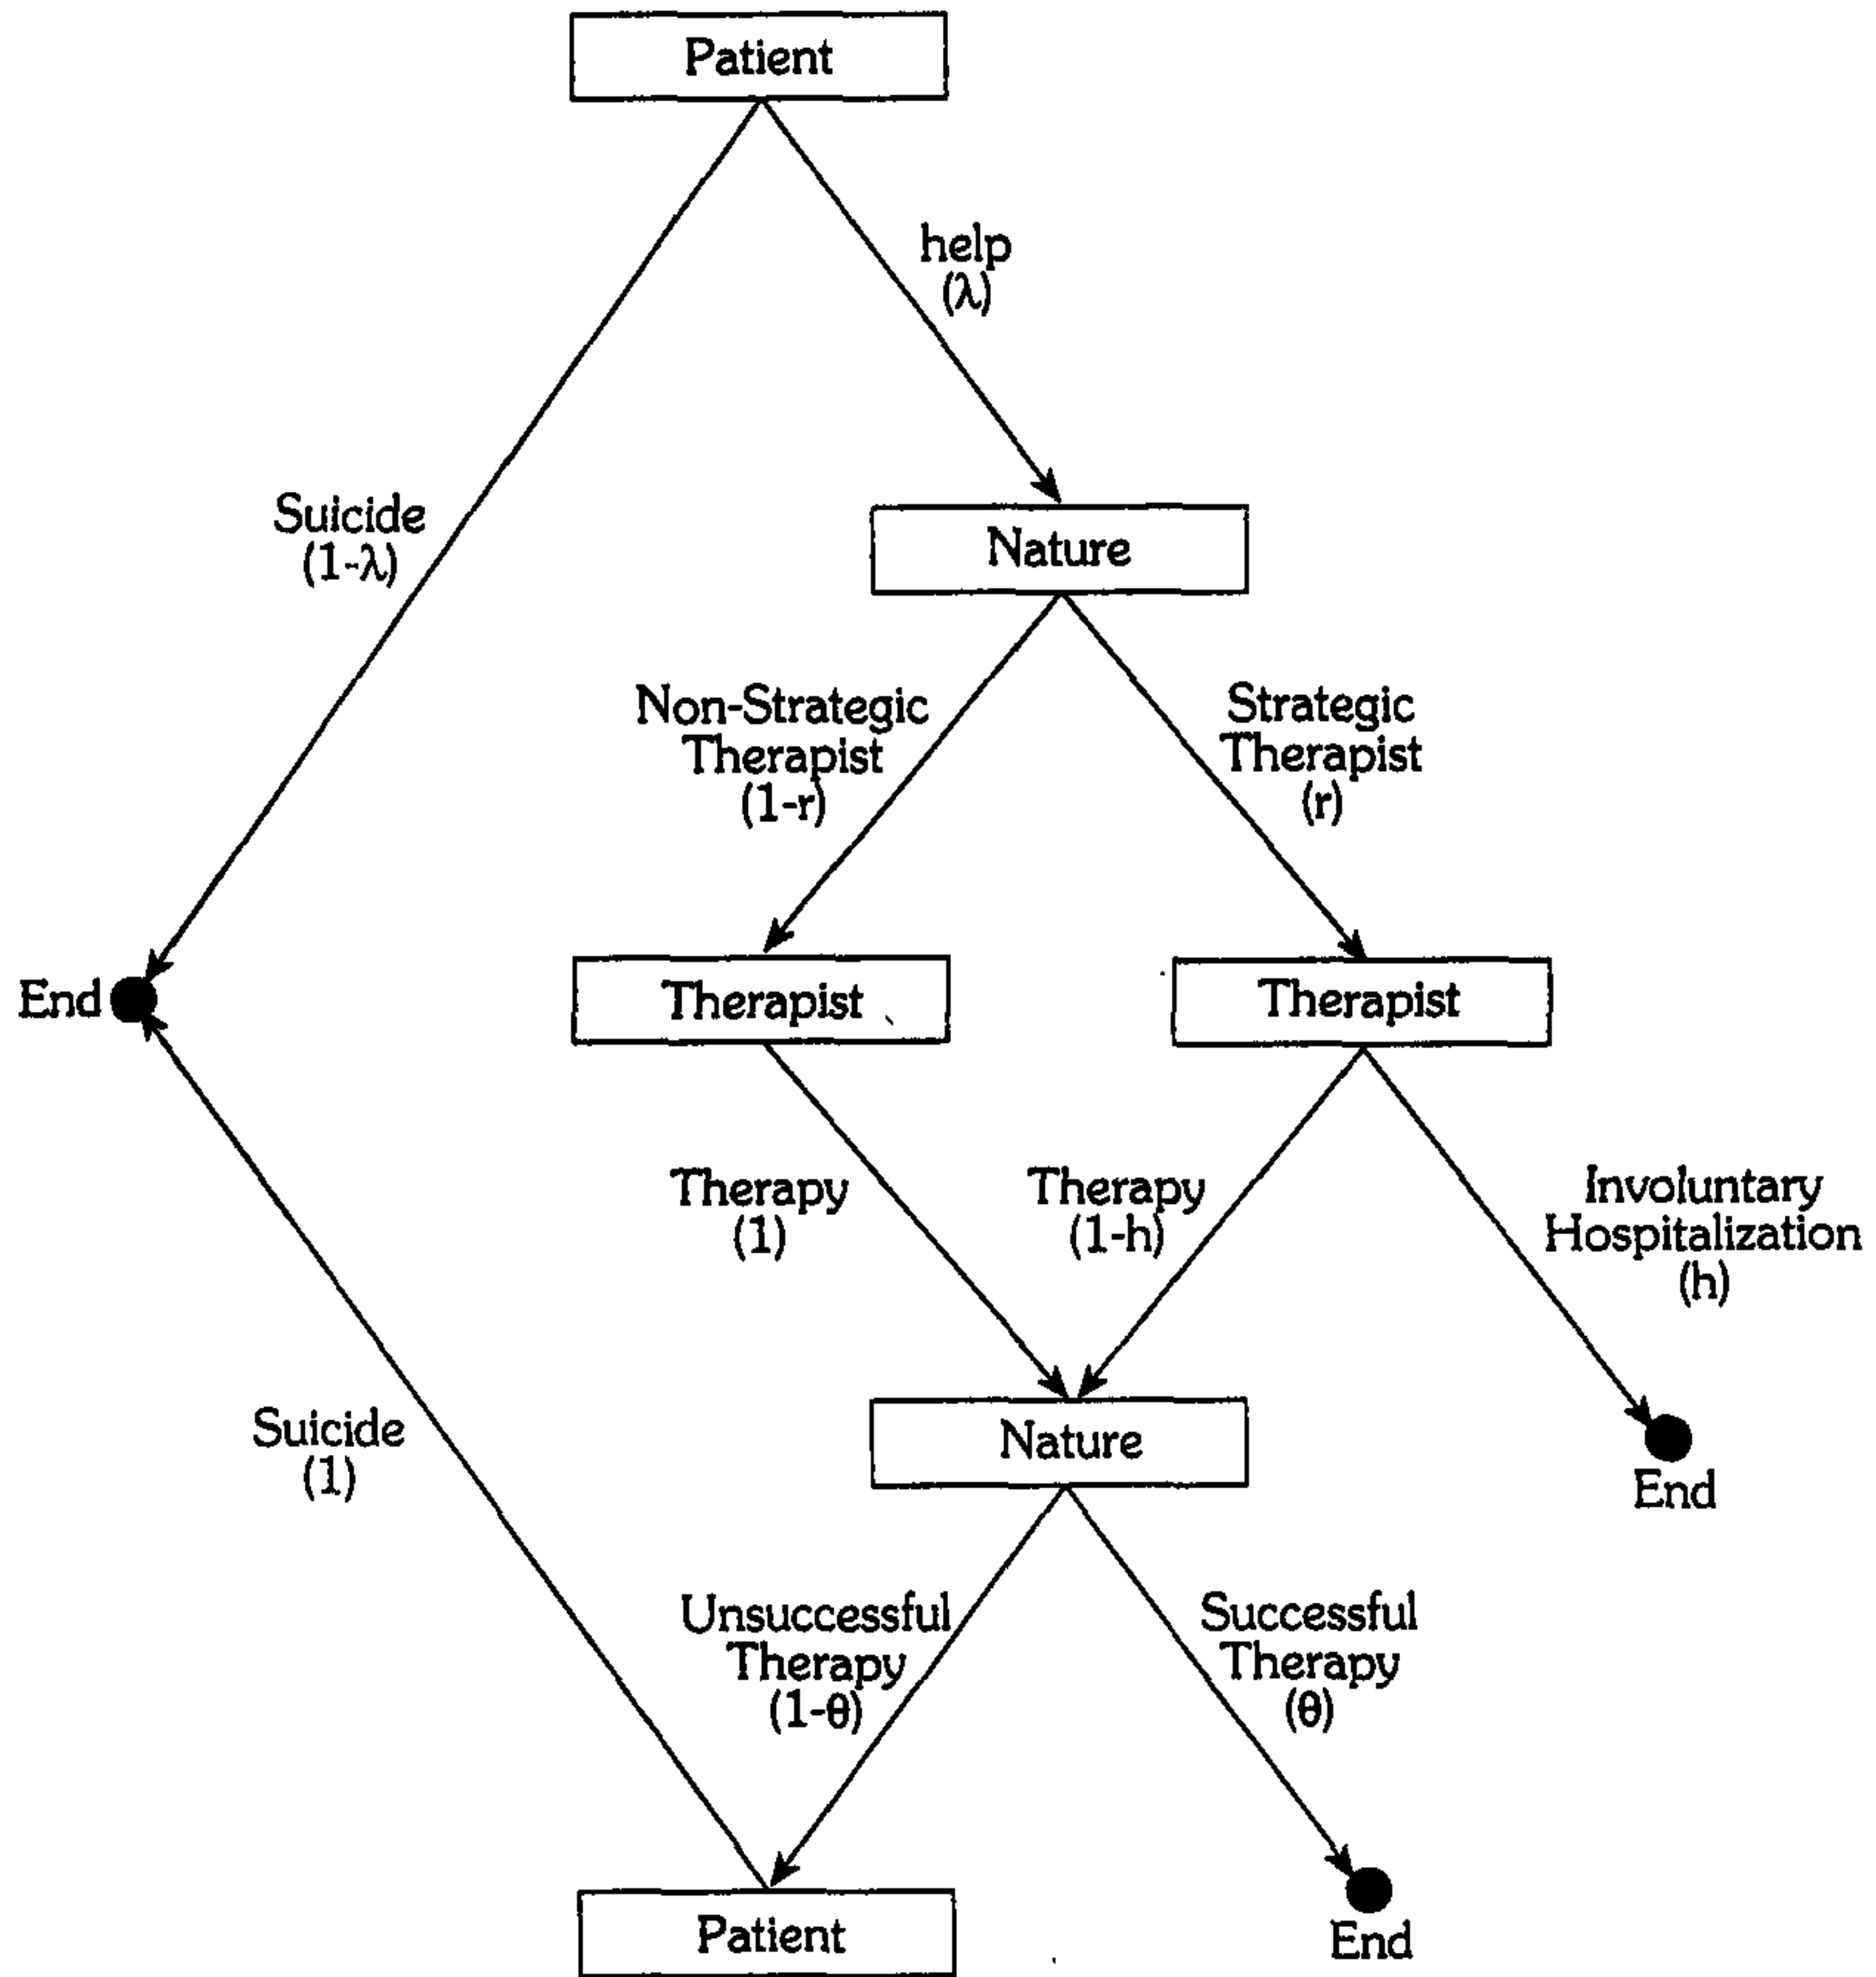 Patient
help
(λ)
Suicide
(1-λ)
Nature
Non-Strategic
Therapist
(1-r)
Strategic
Therapist
(r)
End
Therapist
Therapist
Therapy
(1)
Therapy
(1-h)
Involuntary
Hospitalization
(h)
Suicide
(1)
Nature
End
Unsuccessful
Therapy
(1-θ)
Successful
Therapy
(θ)
Patient
End